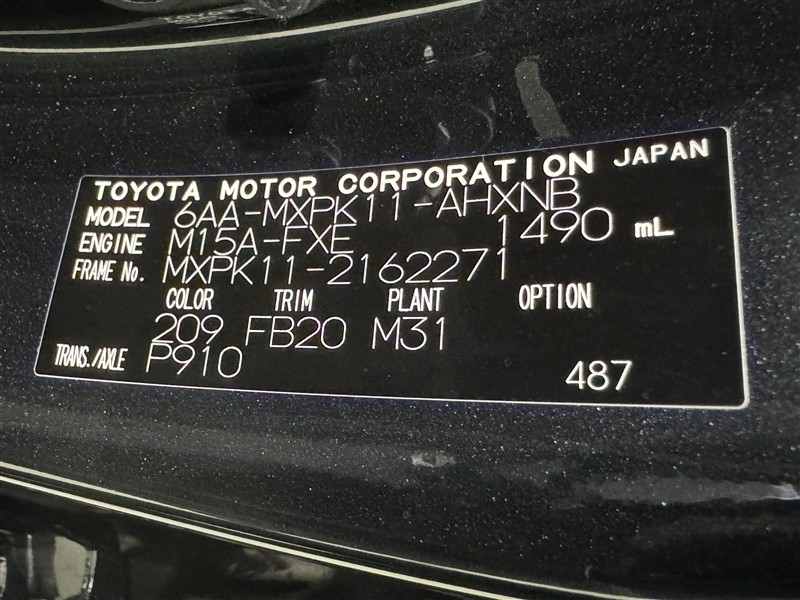 TOYOTA MOTOR CORPORATION JAPAN
MODEL 6AA-MXPK11-AHXNB
ENGINE M15A-FXE 1490 mL
FRAME No. MXPK11-2162271
COLOR TRIM PLANT OPTION
209 FB20 M31
TRANS./AXLE P910 487